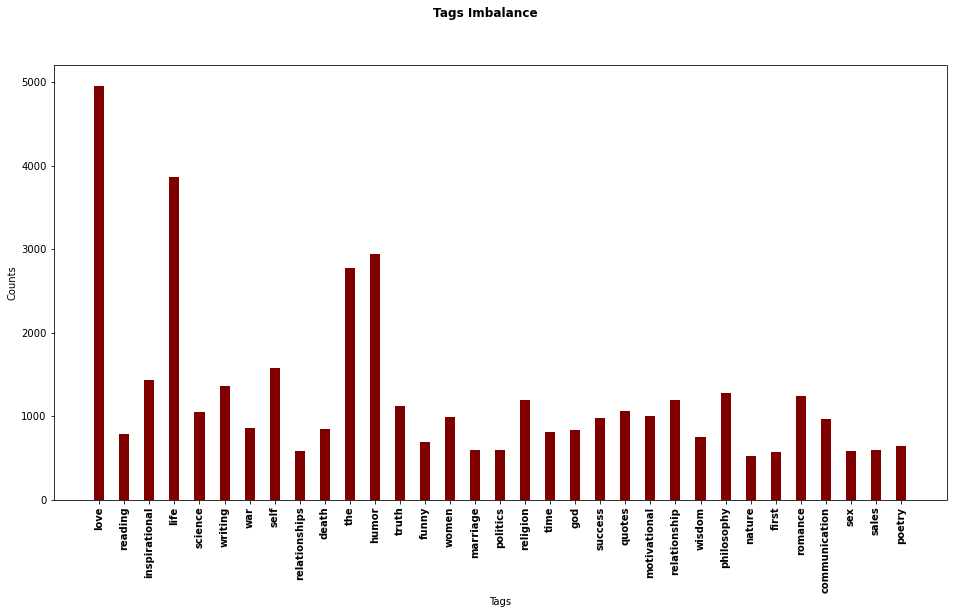 Tags Imbalance
5000
4000
3000
2000
1000
0
Counts
love
reading
inspirational
life
science
writing
war
self
relationships
death
the
humor
truth
funny
women
marriage
politics
religion
time
god
success
quotes
motivational
relationship
wisdom
philosophy
nature
first
romance
communication
sex
sales
poetry
Tags